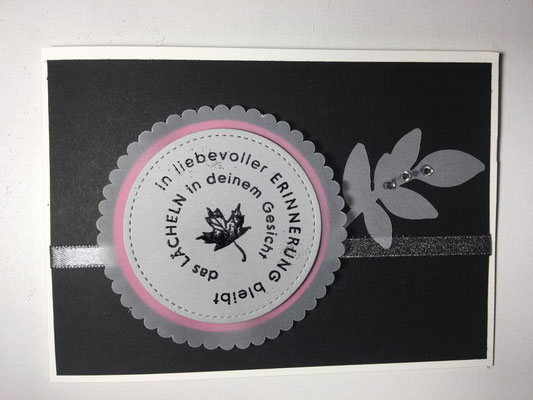 in liebevoller ERINNERUNG bleibt
das LÄCHELN in deinem Gesicht